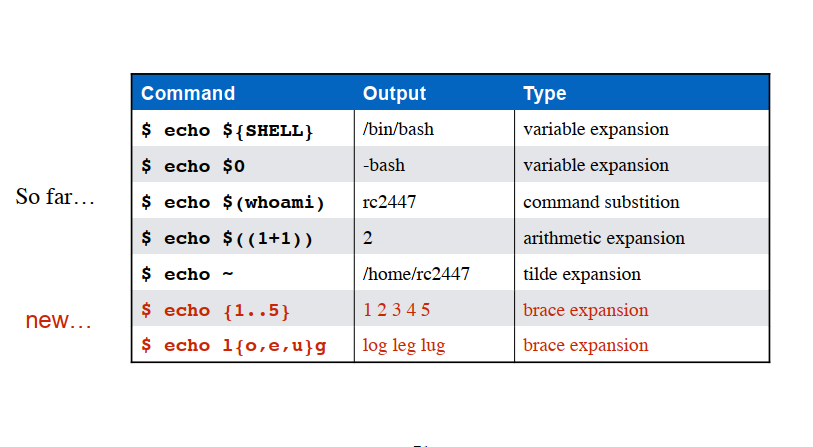 Command Output Type
$ echo ${SHELL} /bin/bash variable expansion
$ echo $0 -bash variable expansion
So far…
$ echo $(whoami) rc2447 command substition
$ echo $((1+1)) 2 arithmetic expansion
$ echo ~ /home/rc2447 tilde expansion
new…
$ echo {1..5} 1 2 3 4 5 brace expansion
$ echo l{o,e,u}g log leg lug brace expansion